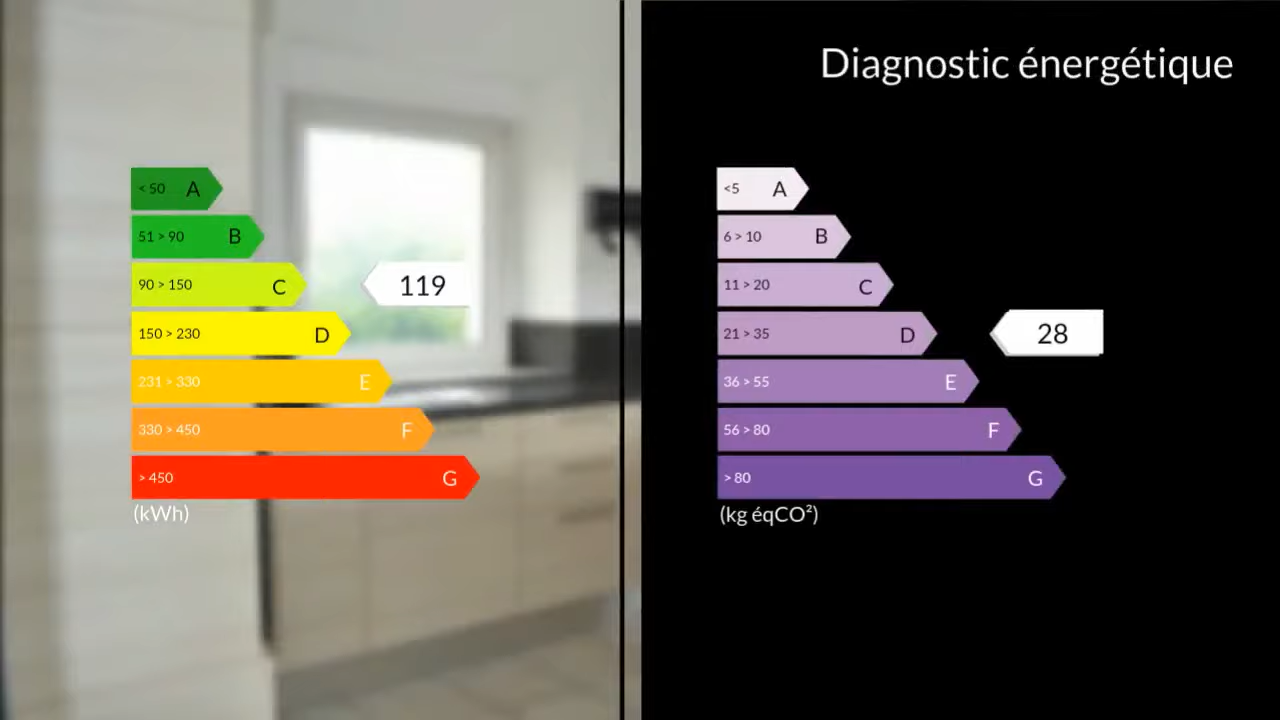 Diagnostic énergétique
< 50 A
51 > 90 B
90 > 150 C
119
150 > 230 D
231 > 330 E
330 > 450 F
> 450 G
(kWh)
<5 A
6 > 10 B
11 > 20 C
21 > 35 D
28
36 > 55 E
56 > 80 F
> 80 G
(kg éqCO²)